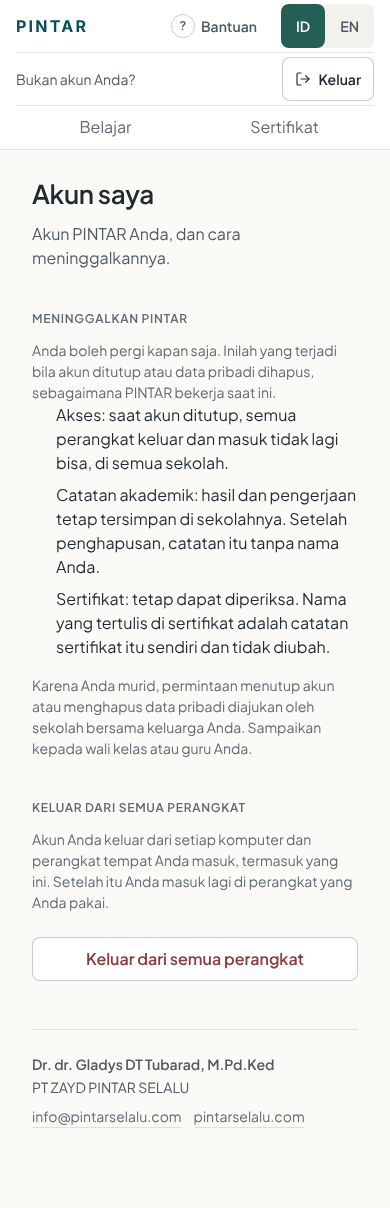 PINTAR
? Bantuan
ID
EN
Bukan akun Anda?
Keluar
Belajar
Sertifikat
Akun saya
Akun PINTAR Anda, dan cara
meninggalkannya.
MENINGGALKAN PINTAR
Anda boleh pergi kapan saja. Inilah yang terjadi
bila akun ditutup atau data pribadi dihapus,
sebagaimana PINTAR bekerja saat ini.
Akses: saat akun ditutup, semua
perangkat keluar dan masuk tidak lagi
bisa, di semua sekolah.
Catatan akademik: hasil dan pengerjaan
tetap tersimpan di sekolahnya. Setelah
penghapusan, catatan itu tanpa nama
Anda.
Sertifikat: tetap dapat diperiksa. Nama
yang tertulis di sertifikat adalah catatan
sertifikat itu sendiri dan tidak diubah.
Karena Anda murid, permintaan menutup akun
atau menghapus data pribadi diajukan oleh
sekolah bersama keluarga Anda. Sampaikan
kepada wali kelas atau guru Anda.
KELUAR DARI SEMUA PERANGKAT
Akun Anda keluar dari setiap komputer dan
perangkat tempat Anda masuk, termasuk yang
ini. Setelah itu Anda masuk lagi di perangkat yang
Anda pakai.
Keluar dari semua perangkat
Dr. dr. Gladys DT Tubarad, M.Pd.Ked
PT ZAYD PINTAR SELALU
info@pintarselalu.com pintarselalu.com